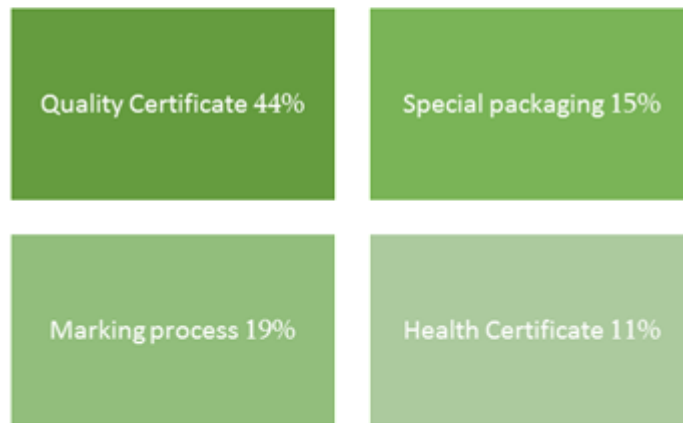 Quality Certificate 44%
Special packaging 15%
Marking process 19%
Health Certificate 11%